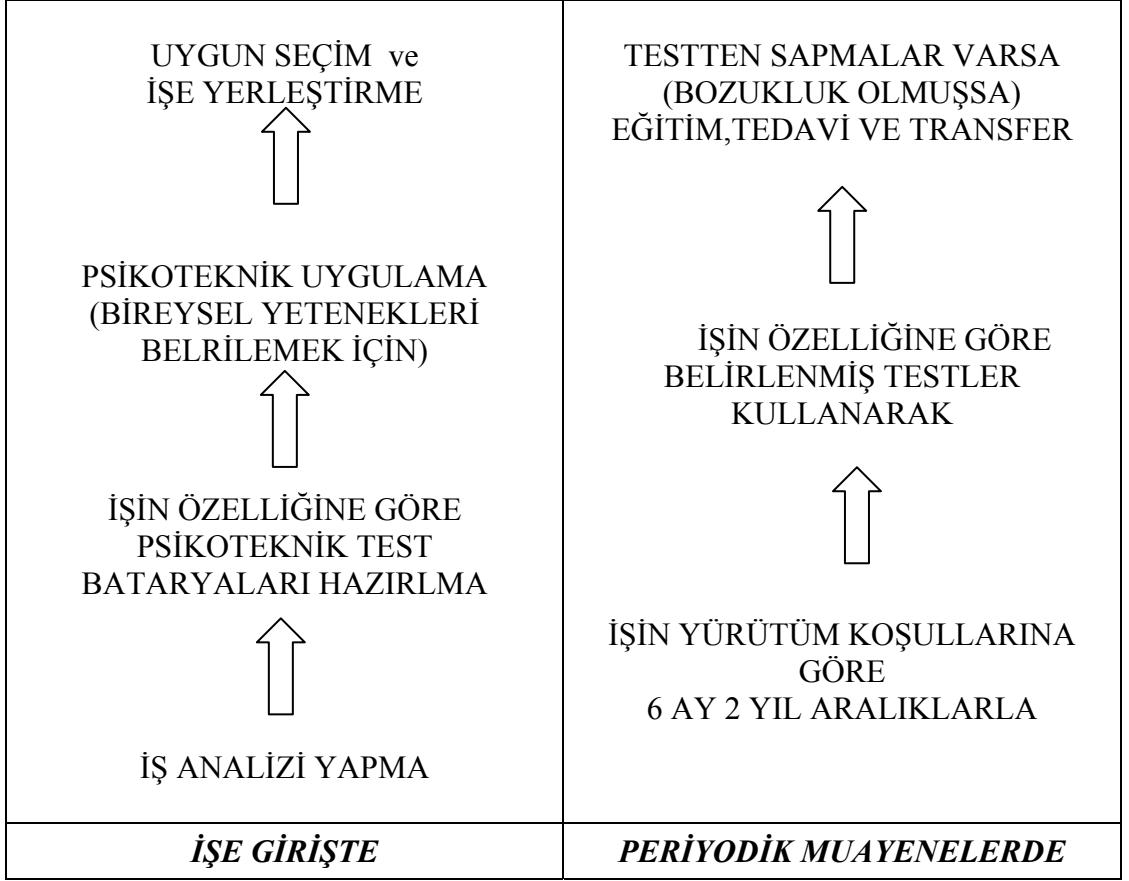 UYGUN SEÇİM ve
İŞE YERLEŞTİRME
PSİKOTEKNİK UYGULAMA
(BİREYSEL YETENEKLERİ
BELRİLEMEK İÇİN)
İŞİN ÖZELLİĞİNE GÖRE
PSİKOTEKNİK TEST
BATARYALARI HAZIRLMA
İŞ ANALİZİ YAPMA
İŞE GİRİŞTE
TESTTEN SAPMALAR VARSA
(BOZUKLUK OLMUŞSA)
EĞİTİM,TEDAVİ VE TRANSFER
İŞİN ÖZELLİĞİNE GÖRE
BELİRLENMİŞ TESTLER
KULLANARAK
İŞİN YÜRÜTÜM KOŞULLARINA
GÖRE
6 AY 2 YIL ARALIKLARLA
PERİYODİK MUAYENELERDE